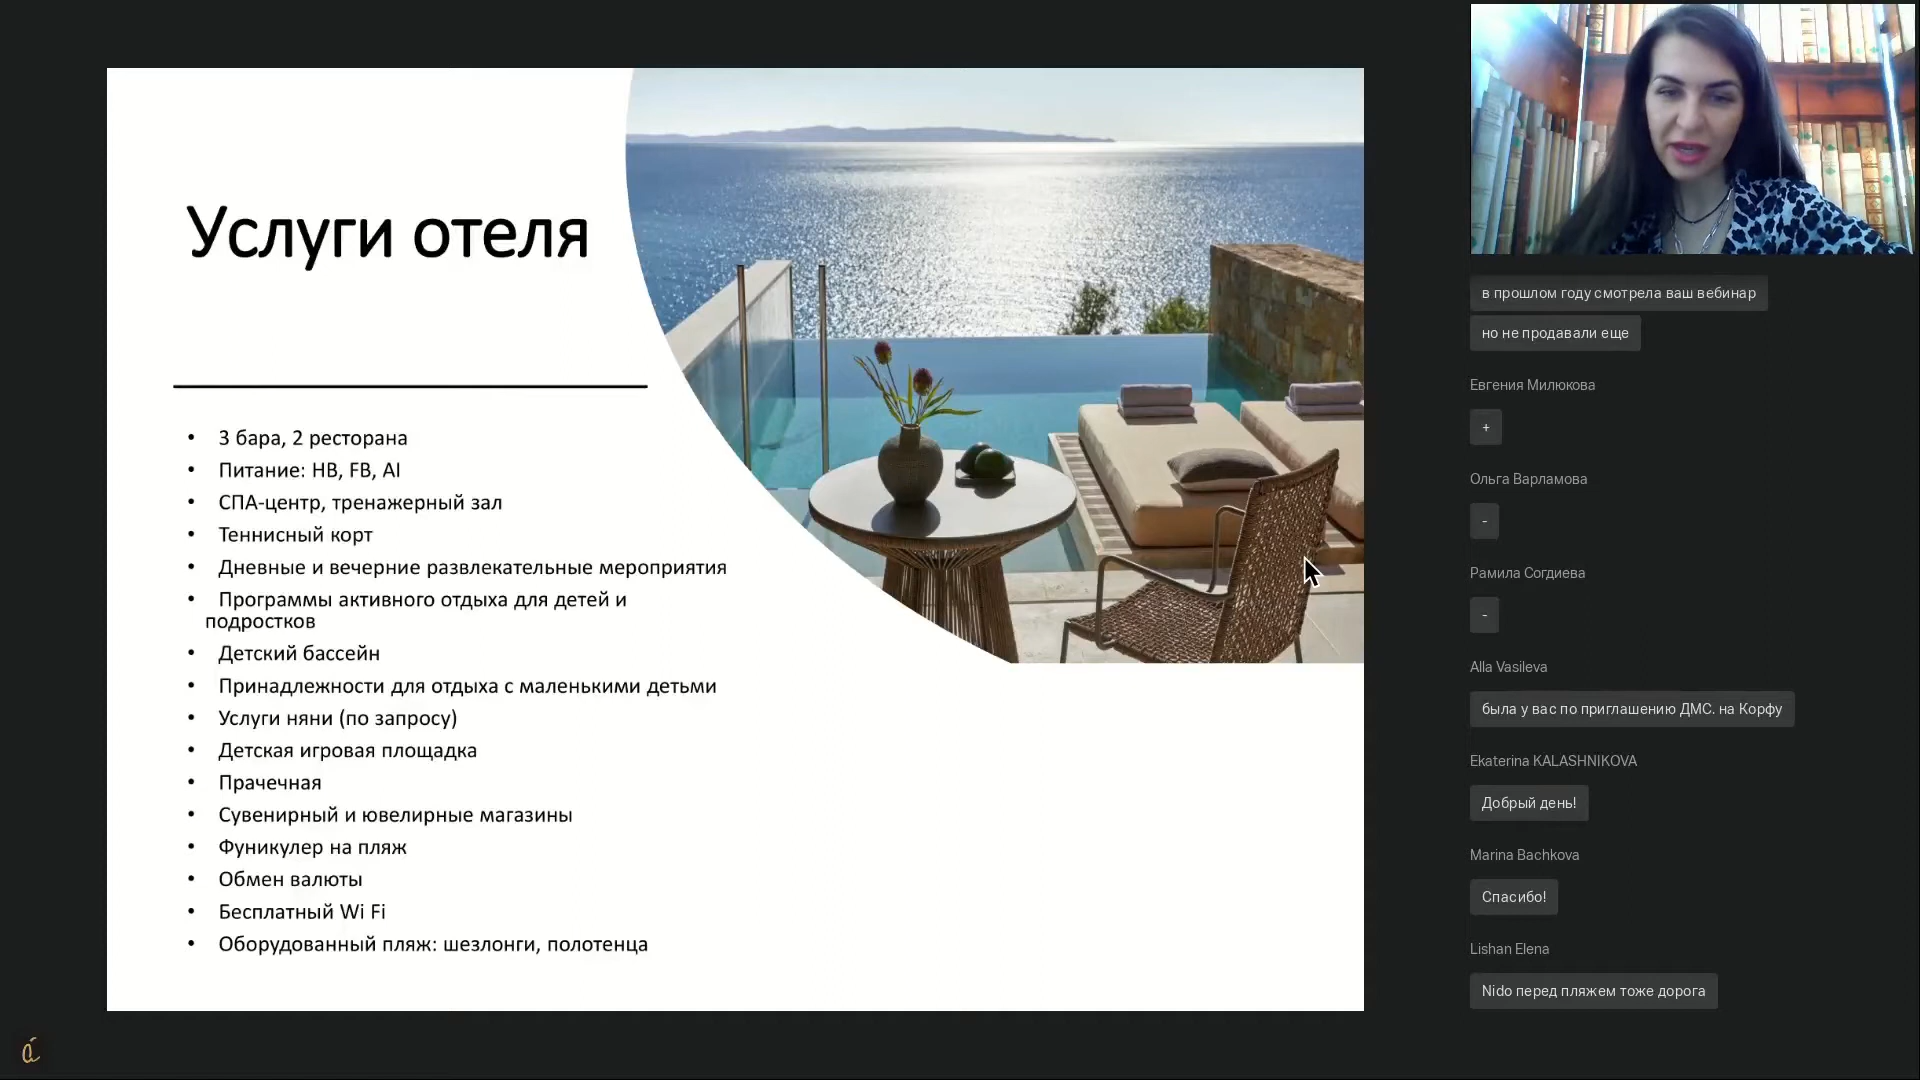 Услуги отеля
• 3 бара, 2 ресторана
• Питание: HB, FB, AI
• СПА-центр, тренажерный зал
• Теннисный корт
• Дневные и вечерние развлекательные мероприятия
• Программы активного отдыха для детей и
подростков
• Детский бассейн
• Принадлежности для отдыха с маленькими детьми
• Услуги няни (по запросу)
• Детская игровая площадка
• Прачечная
• Сувенирный и ювелирные магазины
• Фуникулер на пляж
• Обмен валюты
• Бесплатный Wi Fi
• Оборудованный пляж: шезлонги, полотенца
в прошлом году смотрела ваш вебинар
но не продавали еще
Евгения Милюкова
+
Ольга Варламова
-
Рамила Согдиева
-
Alla Vasileva
была у вас по приглашению ДМС. на Корфу
Ekaterina KALASHNIKOVA
Добрый день!
Marina Bachkova
Спасибо!
Lishan Elena
Nido перед пляжем тоже дорога